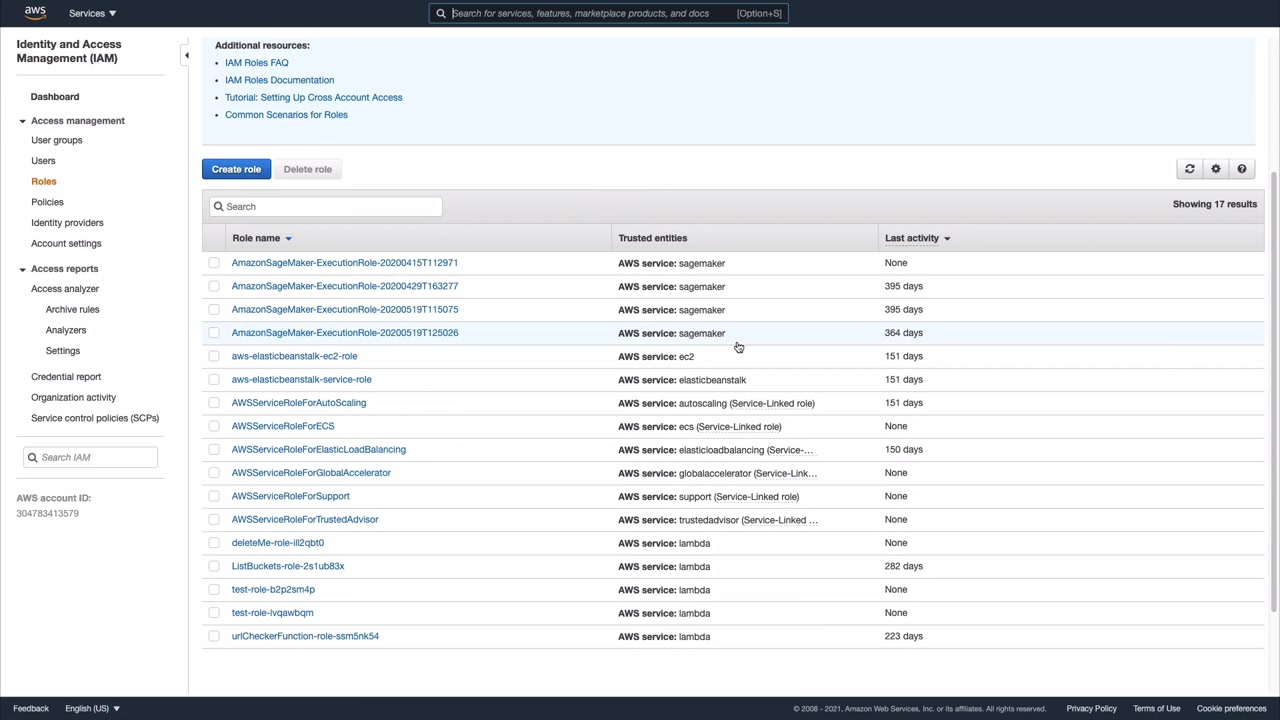 aws Services Search for services, features, marketplace products, and docs [Option+S]
Identity and Access
Management (IAM)
Dashboard
Access management
User groups
Users
Roles
Policies
Identity providers
Account settings
Access reports
Access analyzer
Archive rules
Analyzers
Settings
Credential report
Organization activity
Service control policies (SCPs)
Search IAM
AWS account ID:
304783413579
Additional resources:
• IAM Roles FAQ
• IAM Roles Documentation
• Tutorial: Setting Up Cross Account Access
• Common Scenarios for Roles
Create role Delete role
Search Showing 17 results
Role name Trusted entities Last activity
AmazonSageMaker-ExecutionRole-20200415T112971 AWS service: sagemaker None
AmazonSageMaker-ExecutionRole-20200429T163277 AWS service: sagemaker 395 days
AmazonSageMaker-ExecutionRole-20200519T115075 AWS service: sagemaker 395 days
AmazonSageMaker-ExecutionRole-20200519T125026 AWS service: sagemaker 364 days
aws-elasticbeanstalk-ec2-role AWS service: ec2 151 days
aws-elasticbeanstalk-service-role AWS service: elasticbeanstalk 151 days
AWSServiceRoleForAutoScaling AWS service: autoscaling (Service-Linked role) 151 days
AWSServiceRoleForECS AWS service: ecs (Service-Linked role) None
AWSServiceRoleForElasticLoadBalancing AWS service: elasticloadbalancing (Service-... 150 days
AWSServiceRoleForGlobalAccelerator AWS service: globalaccelerator (Service-Link... None
AWSServiceRoleForSupport AWS service: support (Service-Linked role) None
AWSServiceRoleForTrustedAdvisor AWS service: trustedadvisor (Service-Linked ... None
deleteMe-role-ill2qbt0 AWS service: lambda None
ListBuckets-role-2s1ub83x AWS service: lambda 282 days
test-role-b2p2sm4p AWS service: lambda None
test-role-lvqawbqm AWS service: lambda None
urlCheckerFunction-role-ssm5nk54 AWS service: lambda 223 days
Feedback English (US) © 2008 - 2021, Amazon Web Services, Inc. or its affiliates. All rights reserved. Privacy Policy Terms of Use Cookie preferences